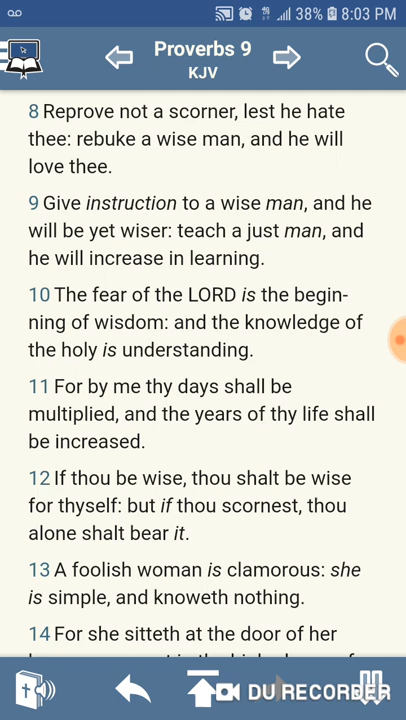 38% 8:03 PM
Proverbs 9
KJV
8 Reprove not a scorner, lest he hate
thee: rebuke a wise man, and he will
love thee.
9 Give instruction to a wise man, and he
will be yet wiser: teach a just man, and
he will increase in learning.
10 The fear of the LORD is the begin-
ning of wisdom: and the knowledge of
the holy is understanding.
11 For by me thy days shall be
multiplied, and the years of thy life shall
be increased.
12 If thou be wise, thou shalt be wise
for thyself: but if thou scornest, thou
alone shalt bear it.
13 A foolish woman is clamorous: she
is simple, and knoweth nothing.
14 For she sitteth at the door of her
DU RECORDER